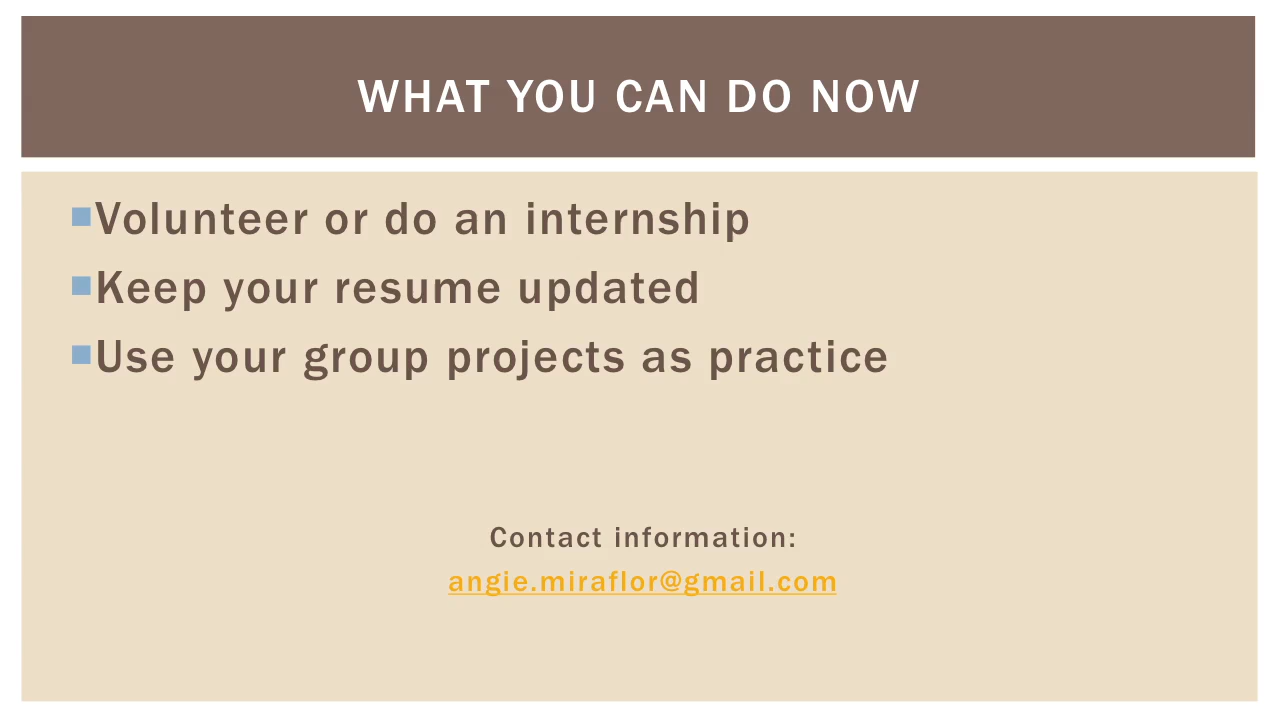 WHAT YOU CAN DO NOW
Volunteer or do an internship
Keep your resume updated
Use your group projects as practice
Contact information:
angie.miraflor@gmail.com